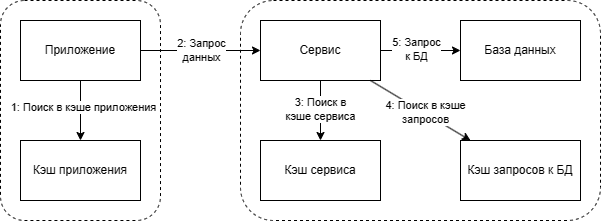 Приложение
2: Запрос
данных
Сервис
5: Запрос
к БД
База данных
1: Поиск в кэше приложения
3: Поиск в
кэше сервиса
4: Поиск в кэше
запросов
Кэш приложения
Кэш сервиса
Кэш запросов к БД